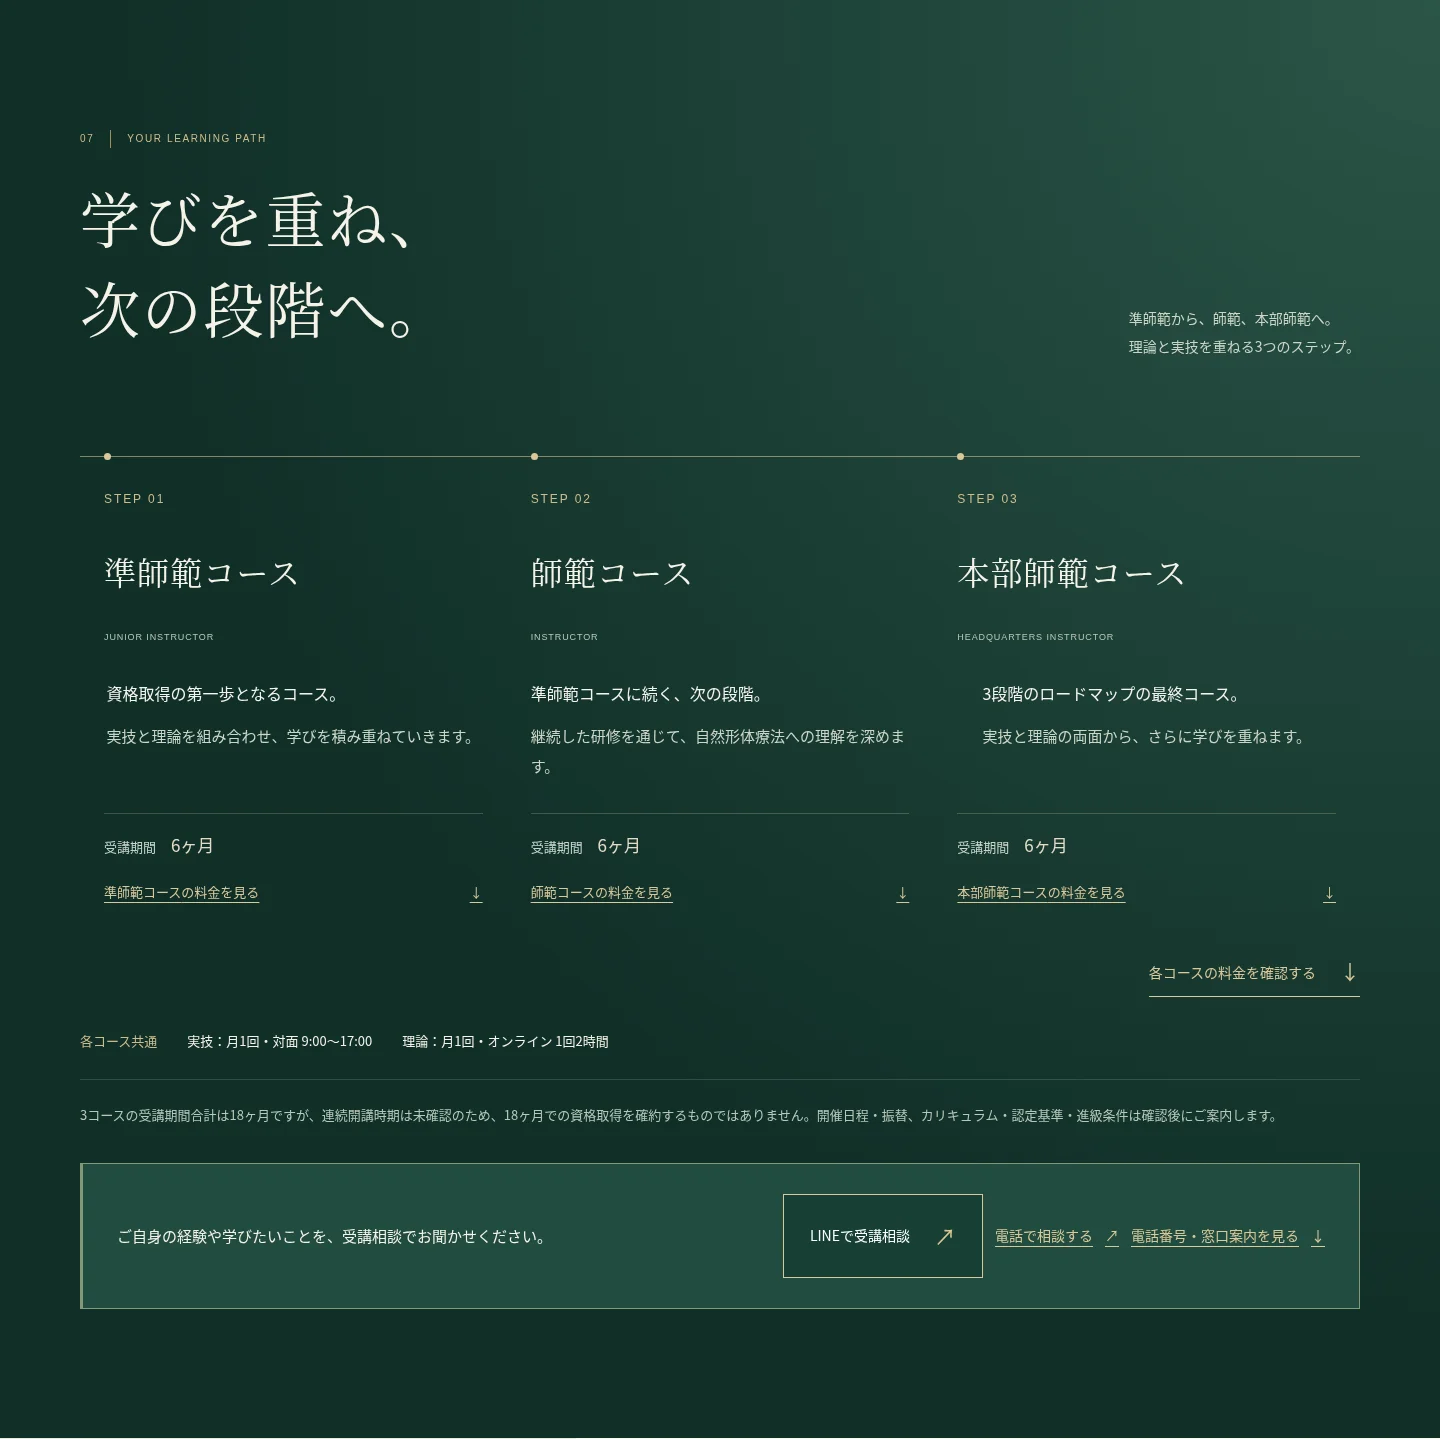 07 YOUR LEARNING PATH
学びを重ね、
次の段階へ。
準師範から、師範、本部師範へ。
理論と実技を重ねる3つのステップ。
STEP 01
準師範コース
JUNIOR INSTRUCTOR
資格取得の第一歩となるコース。
実技と理論を組み合わせ、学びを積み重ねていきます。
受講期間 6ヶ月
準師範コースの料金を見る ↓
STEP 02
師範コース
INSTRUCTOR
準師範コースに続く、次の段階。
継続した研修を通じて、自然形体療法への理解を深めま
す。
受講期間 6ヶ月
師範コースの料金を見る ↓
STEP 03
本部師範コース
HEADQUARTERS INSTRUCTOR
3段階のロードマップの最終コース。
実技と理論の両面から、さらに学びを重ねます。
受講期間 6ヶ月
本部師範コースの料金を見る ↓
各コースの料金を確認する ↓
各コース共通 実技：月1回・対面 9:00〜17:00 理論：月1回・オンライン 1回2時間
3コースの受講期間合計は18ヶ月ですが、連続開講時期は未確認のため、18ヶ月での資格取得を確約するものではありません。開催日程・振替、カリキュラム・認定基準・進級条件は確認後にご案内します。
ご自身の経験や学びたいことを、受講相談でお聞かせください。
LINEで受講相談 ↗
電話で相談する ↗ 電話番号・窓口案内を見る ↓